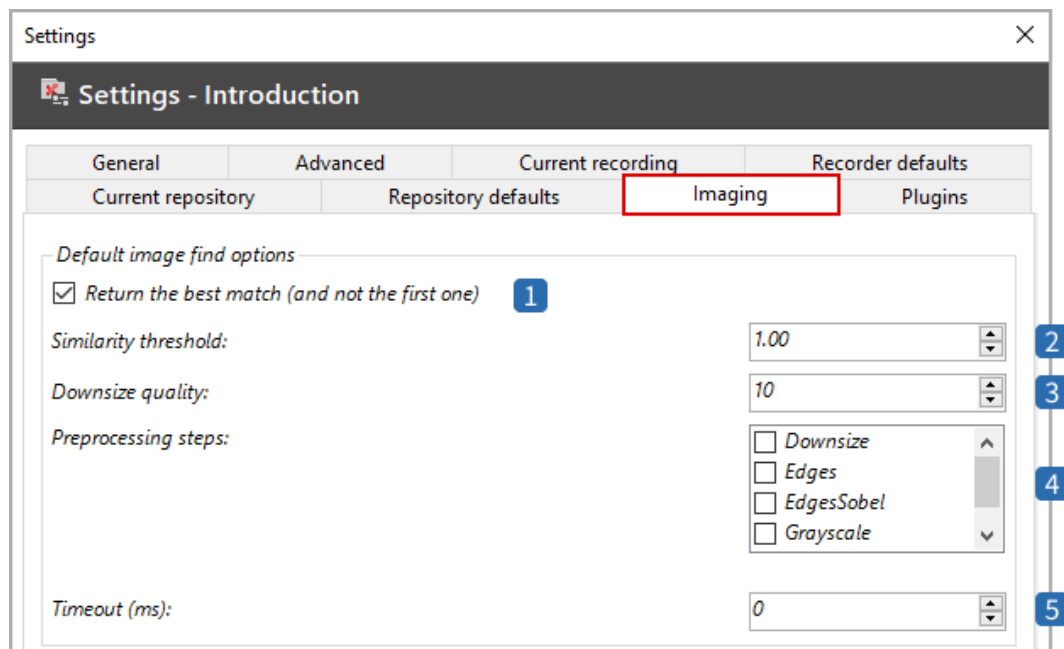 Settings
Settings - Introduction
General Advanced Current recording Recorder defaults
Current repository Repository defaults Imaging Plugins
Default image find options
Return the best match (and not the first one) 1
Similarity threshold: 1.00 2
Downsize quality: 10 3
Preprocessing steps: Downsize
Edges
4
EdgesSobel
Grayscale
Timeout (ms): 0 5